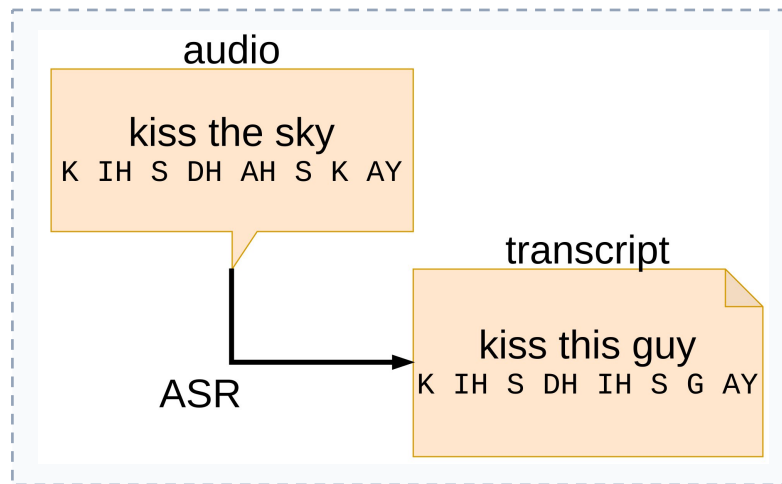 audio
kiss the sky
K IH S DH AH S K AY
transcript
kiss this guy
K IH S DH IH S G AY
ASR